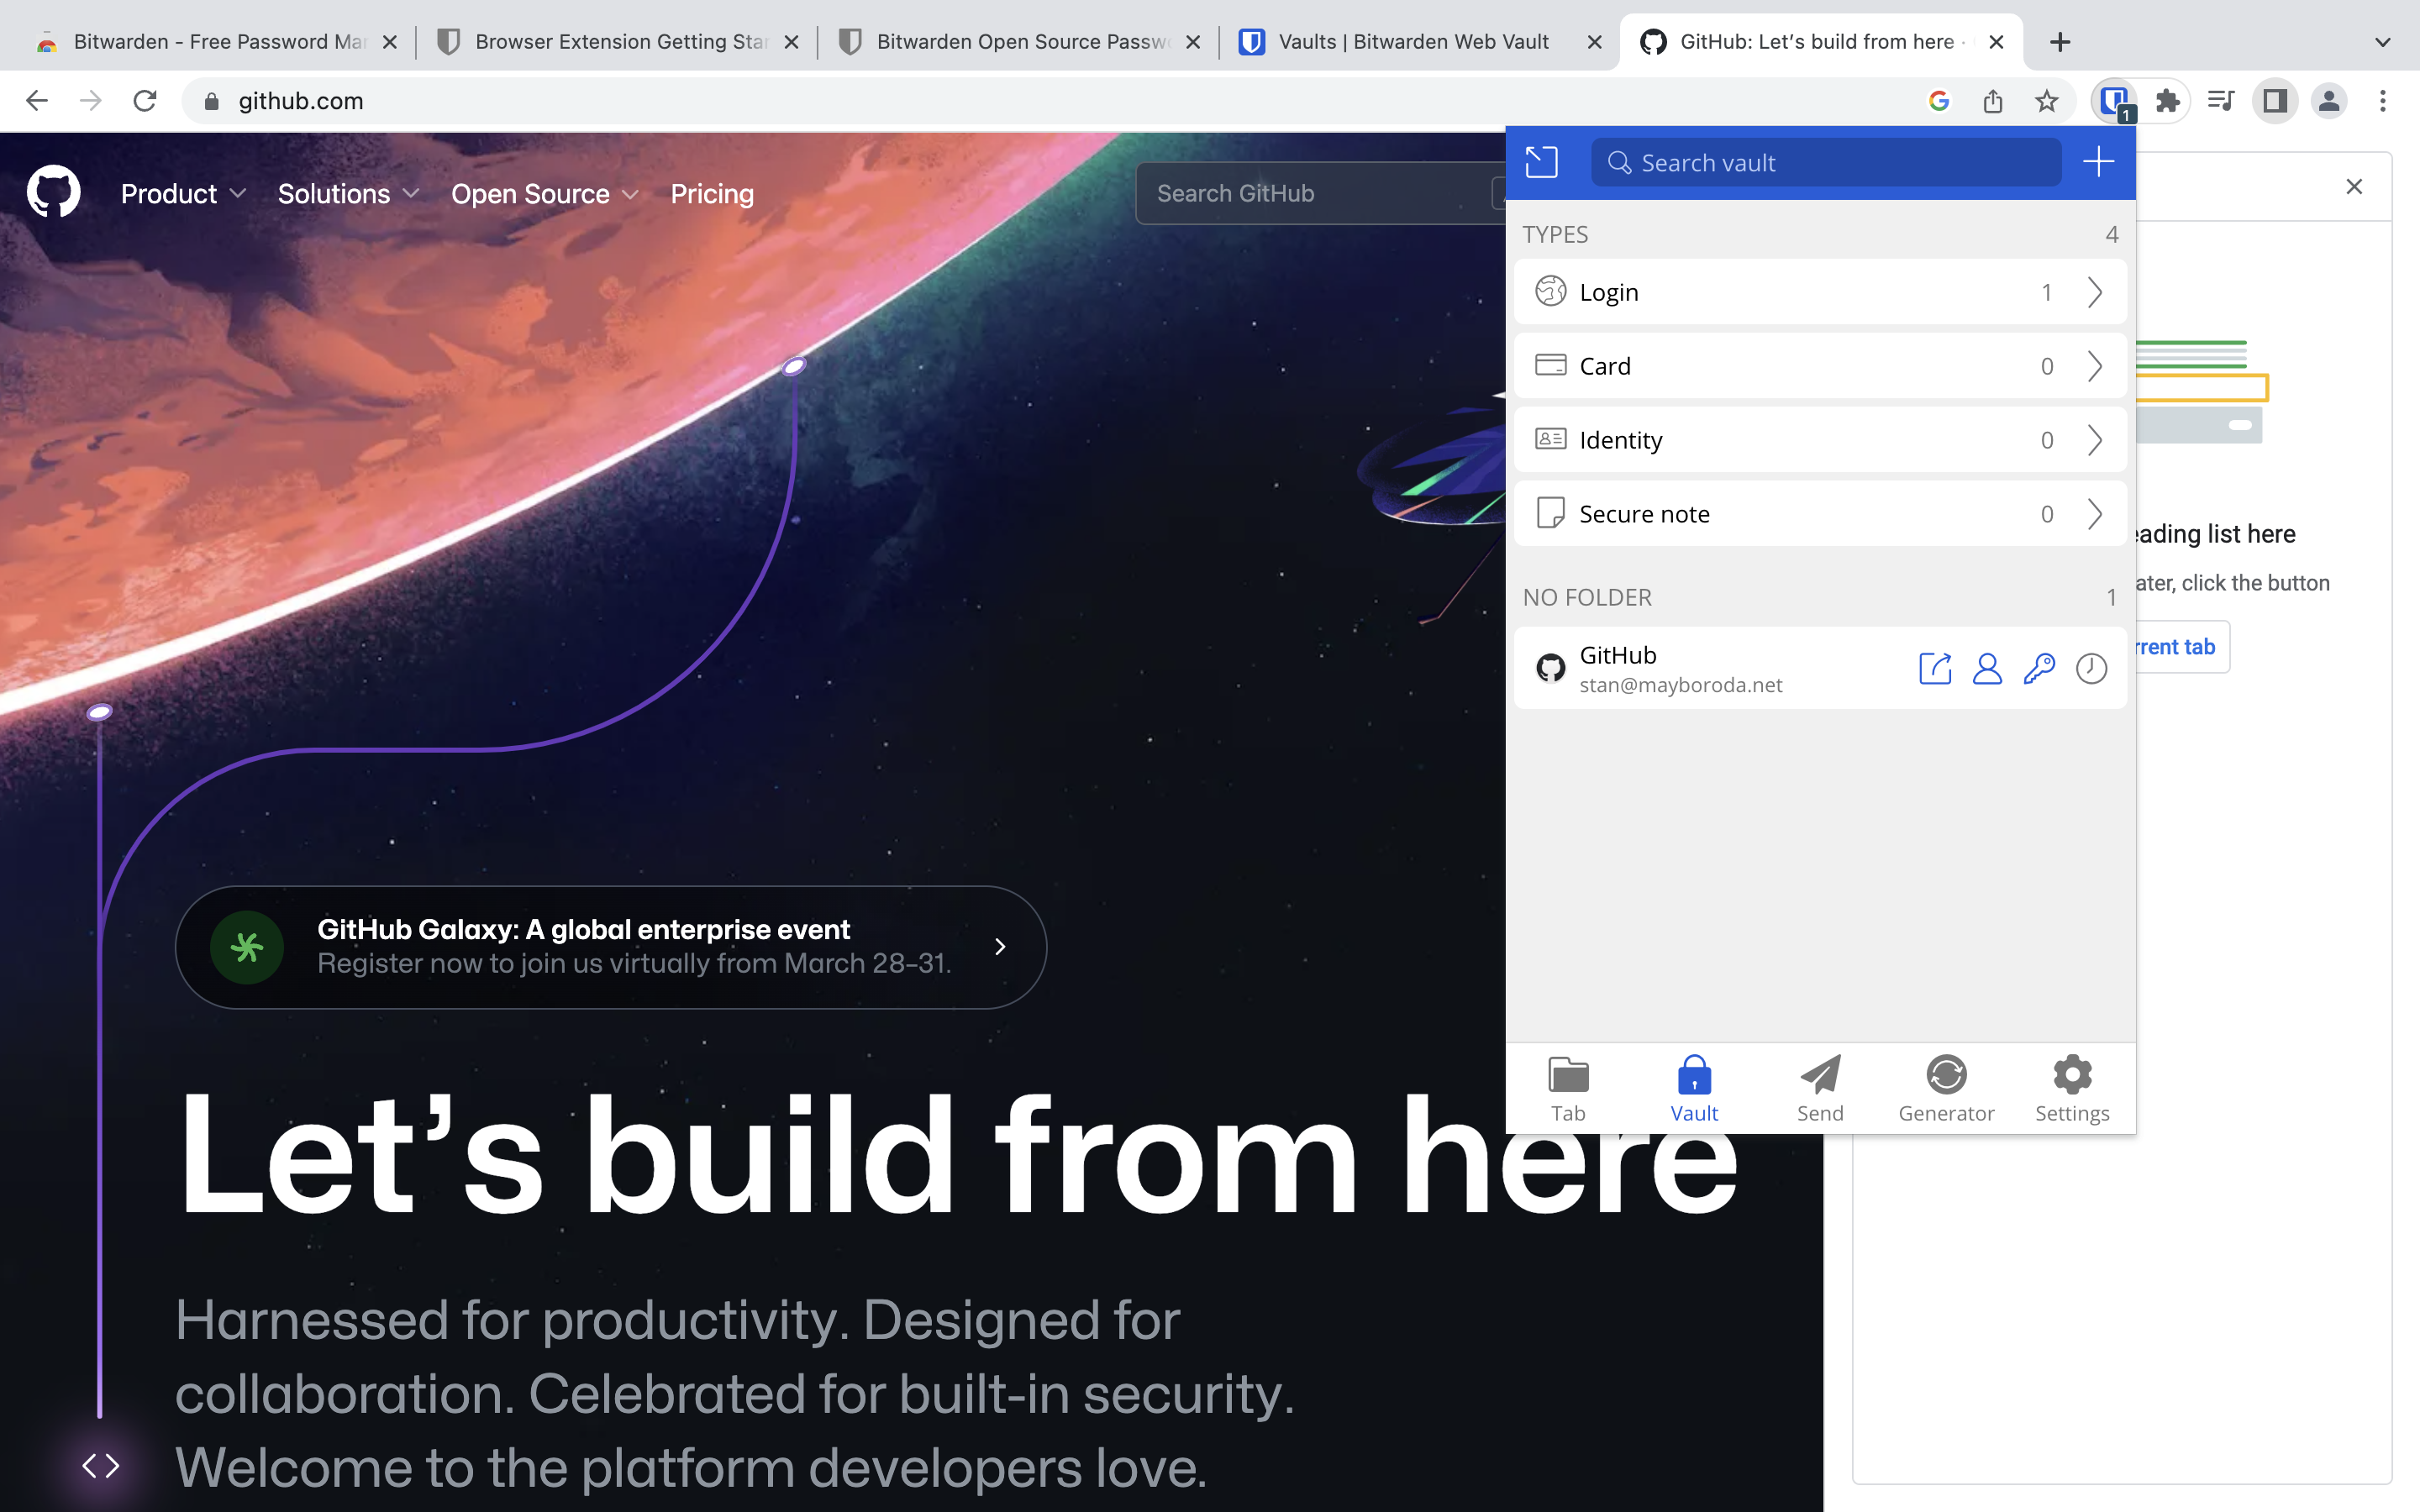 Bitwarden - Free Password Ma
Browser Extension Getting Star
Bitwarden Open Source Passw
Vaults | Bitwarden Web Vault
GitHub: Let’s build from here ·
github.com
1
Product
Solutions
Open Source
Pricing
Search GitHub
Search vault
TYPES 4
Login 1
Card 0
Identity 0
Secure note 0
NO FOLDER 1
GitHub
stan@mayboroda.net
Tab
Vault
Send
Generator
Settings
eading list here
ater, click the button
rrent tab
GitHub Galaxy: A global enterprise event
Register now to join us virtually from March 28–31.
Let’s build from here
Harnessed for productivity. Designed for
collaboration. Celebrated for built-in security.
Welcome to the platform developers love.